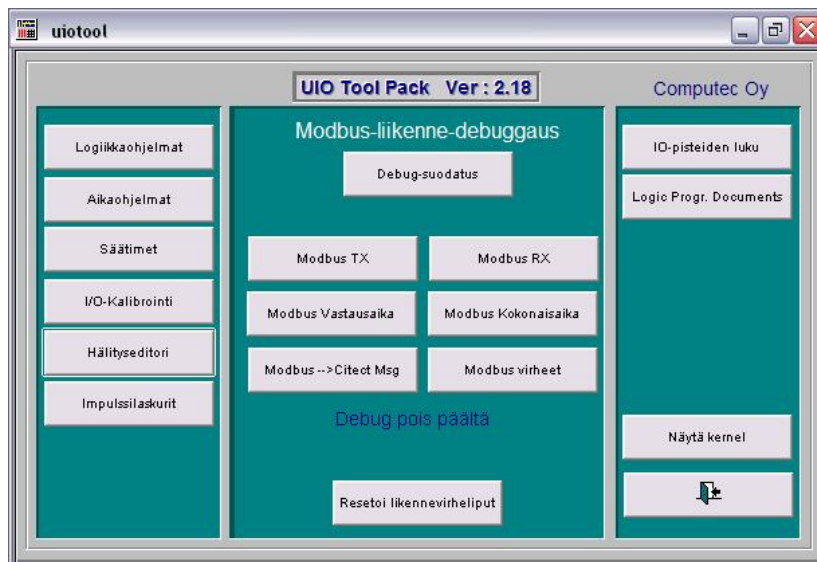 uiotool
UIO Tool Pack Ver : 2.18
Computec Oy
Logiikkaohjelmat
Aikaohjelmat
Säätimet
I/O-Kalibrointi
Hälityseditori
Impulssilaskurit
Modbus-liikenne-debuggaus
Debug-suodatus
Modbus TX
Modbus RX
Modbus Vastausaika
Modbus Kokonaisaika
Modbus -->Citect Msg
Modbus virheet
Debug pois päältä
Resetoi likennevirheliput
IO-pisteiden luku
Logic Progr. Documents
Näytä kernel